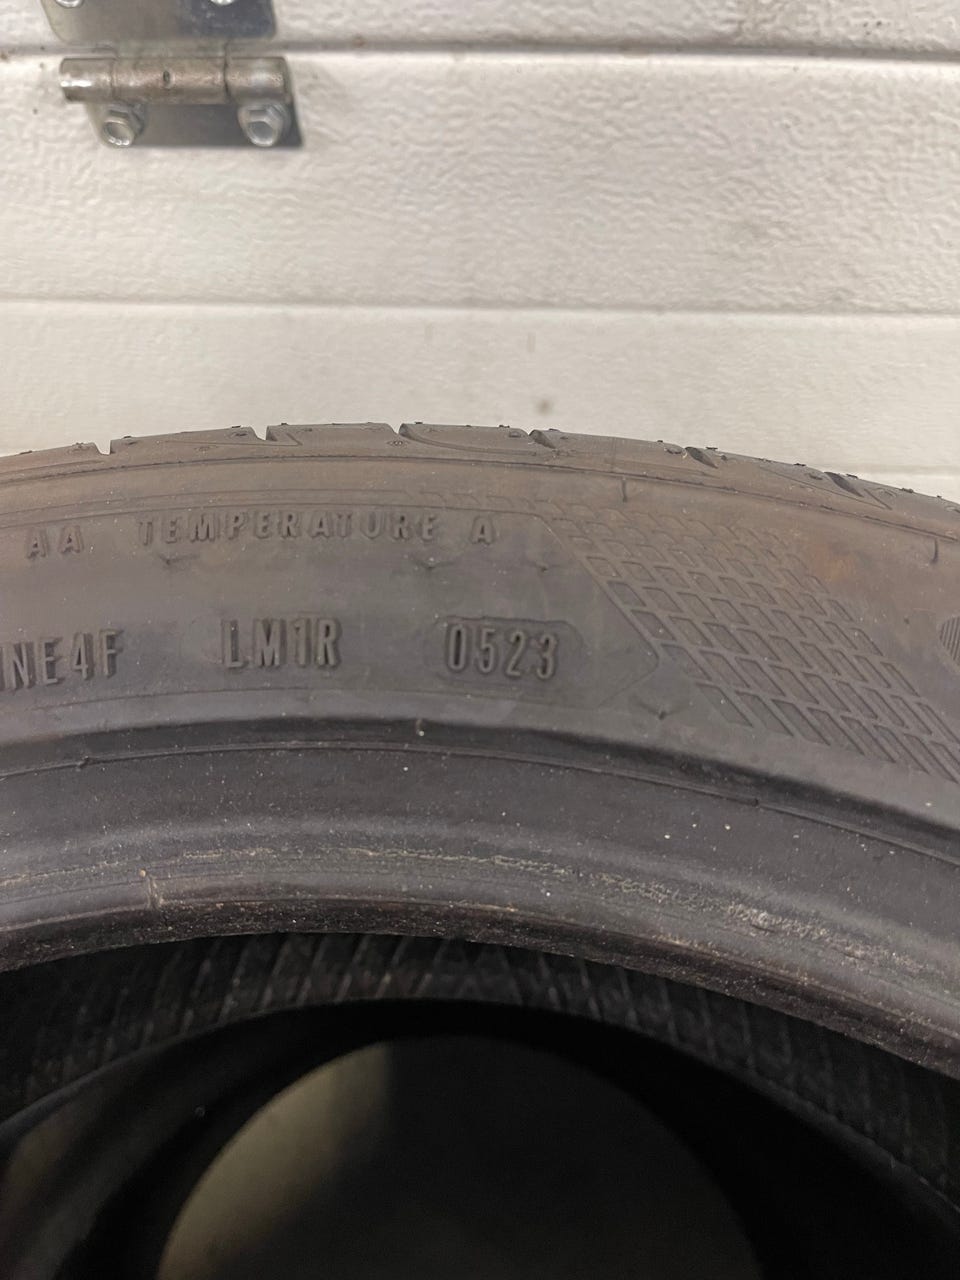 AA TEMPERATURE A
NE4F LM1R 0523